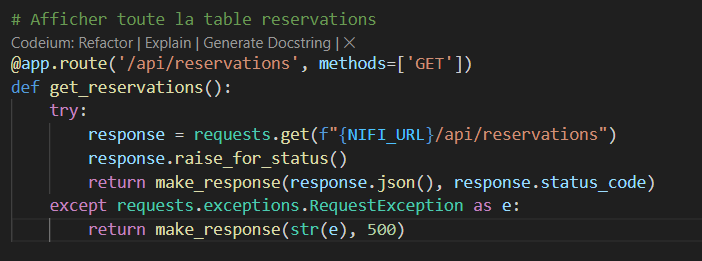 # Afficher toute la table reservations
Codeium: Refactor | Explain | Generate Docstring | ×
@app.route('/api/reservations', methods=['GET'])
def get_reservations():
    try:
        response = requests.get(f"{NIFI_URL}/api/reservations")
        response.raise_for_status()
        return make_response(response.json(), response.status_code)
    except requests.exceptions.RequestException as e:
        return make_response(str(e), 500)